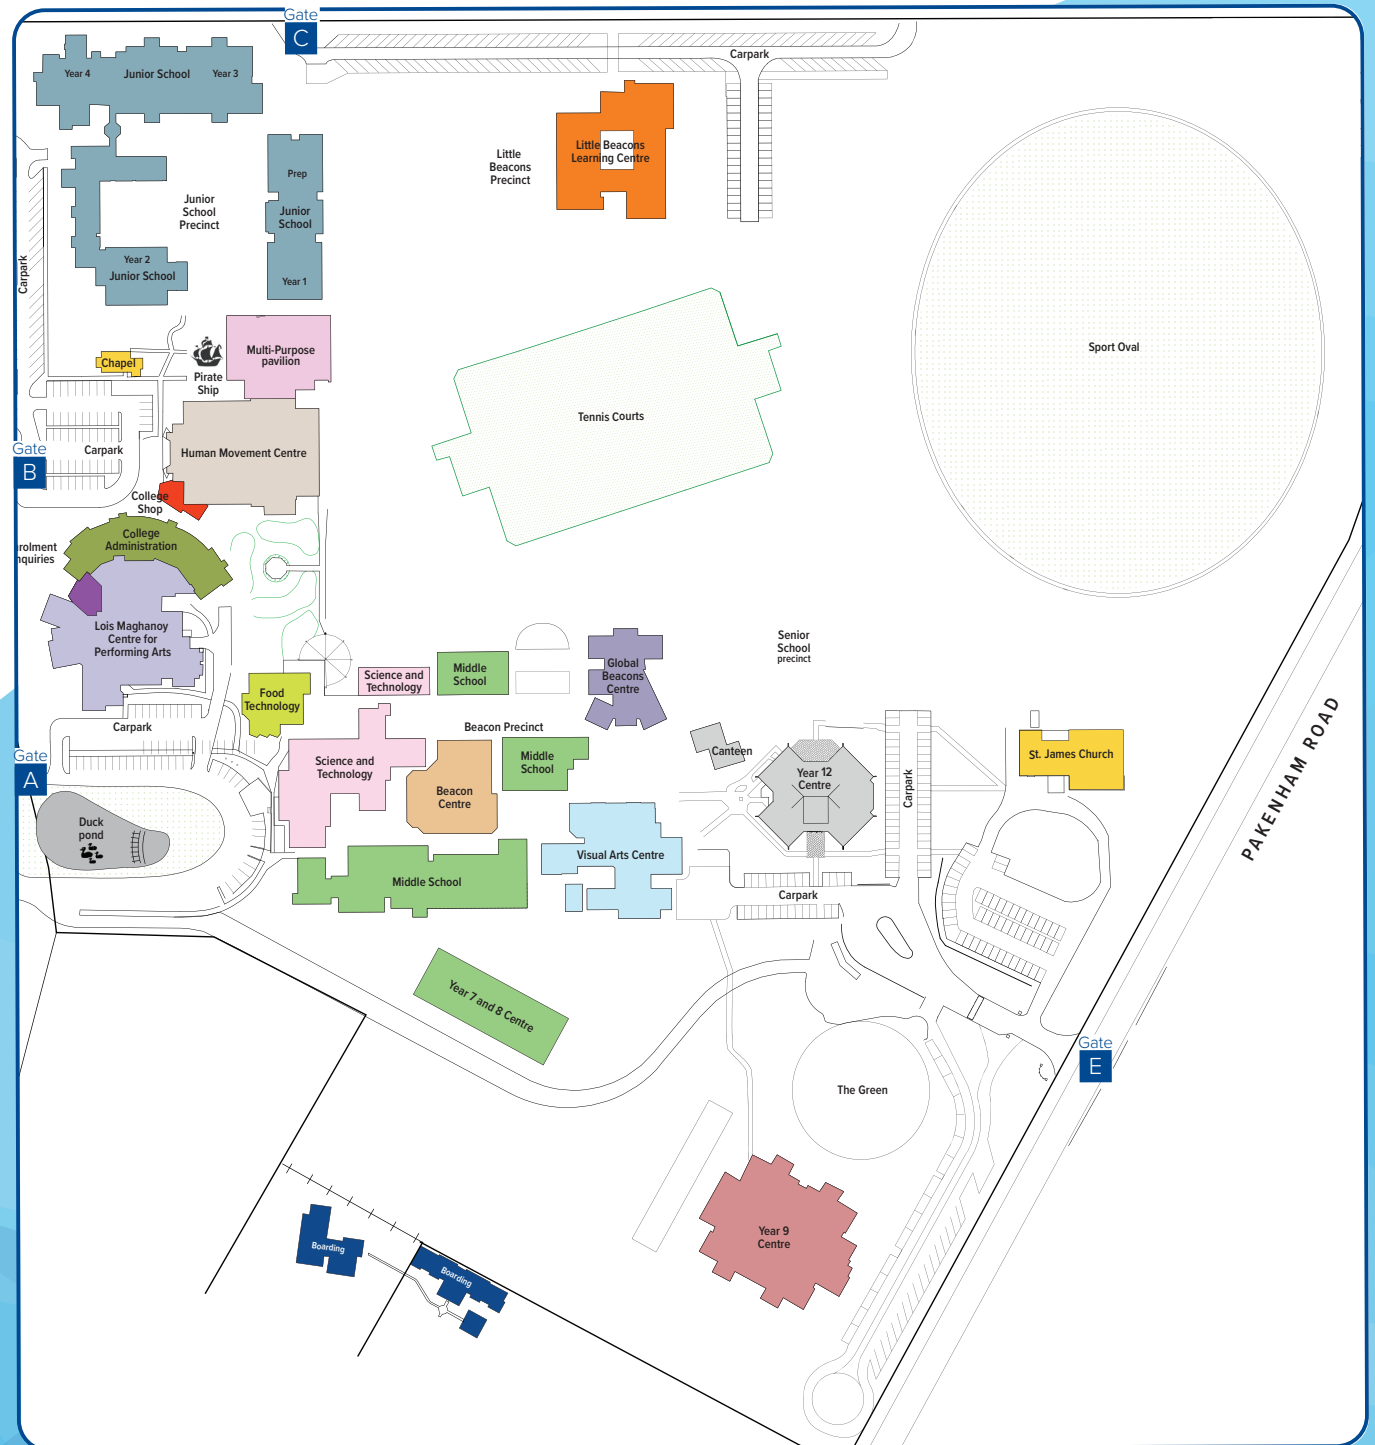 Gate
C
Carpark
Year 4
Junior School
Year 3
Little Beacons
Learning Centre
Little
Beacons
Precinct
Prep
Junior
School
Precinct
Junior
School
Year 2
Junior School
Year 1
Carpark
Sport Oval
Chapel
Multi-Purpose
pavilion
Pirate
Ship
Tennis Courts
Gate
B
Carpark
Human Movement Centre
College
Shop
College
Administration
rolment
nquiries
Lois Maghanoy
Centre for
Performing Arts
Senior
School
precinct
Science and
Technology
Middle
School
Global
Beacons
Centre
Food
Technology
Carpark
Beacon Precinct
PAKENHAM ROAD
Gate
A
Science and
Technology
Middle
School
Canteen
Year 12
Centre
Carpark
St. James Church
Beacon
Centre
Duck
pond
Visual Arts Centre
Middle School
Carpark
Year 7 and 8 Centre
Gate
E
The Green
Year 9
Centre
Boarding
Boarding